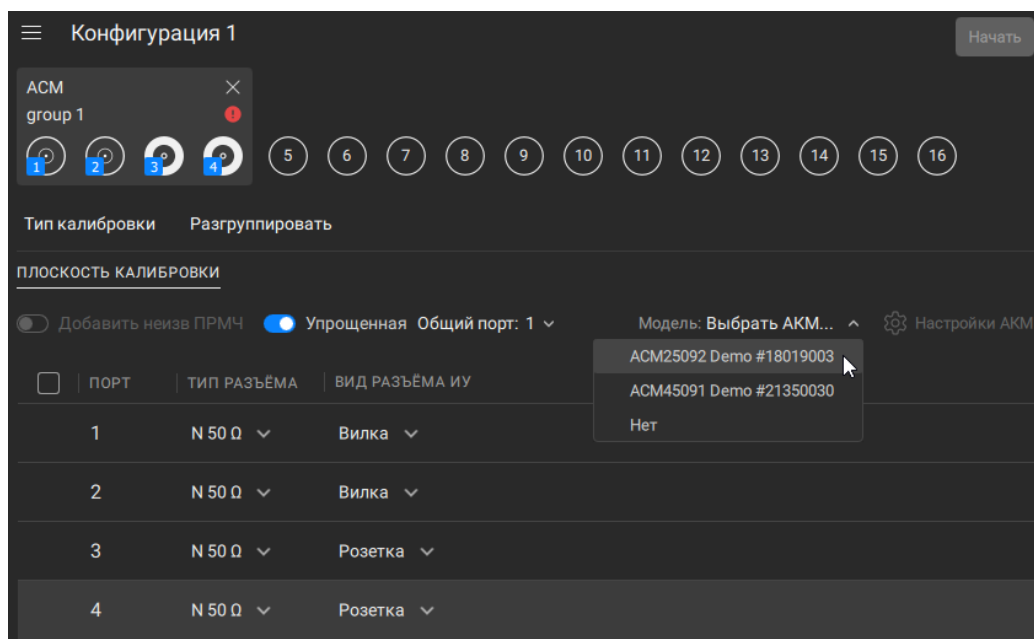 Конфигурация 1
Начать
ACM
group 1
!
1 2 3 4 5 6 7 8 9 10 11 12 13 14 15 16
Тип калибровки Разгруппировать
ПЛОСКОСТЬ КАЛИБРОВКИ
Добавить неизв ПРМЧ Упрощенная Общий порт: 1 Модель: Выбрать АКМ... Настройки АКМ
ACM25092 Demo #18019003
ПОРТ ТИП РАЗЪЁМА ВИД РАЗЪЁМА ИУ
ACM45091 Demo #21350030
Нет
1 N 50 Ω Вилка
2 N 50 Ω Вилка
3 N 50 Ω Розетка
4 N 50 Ω Розетка